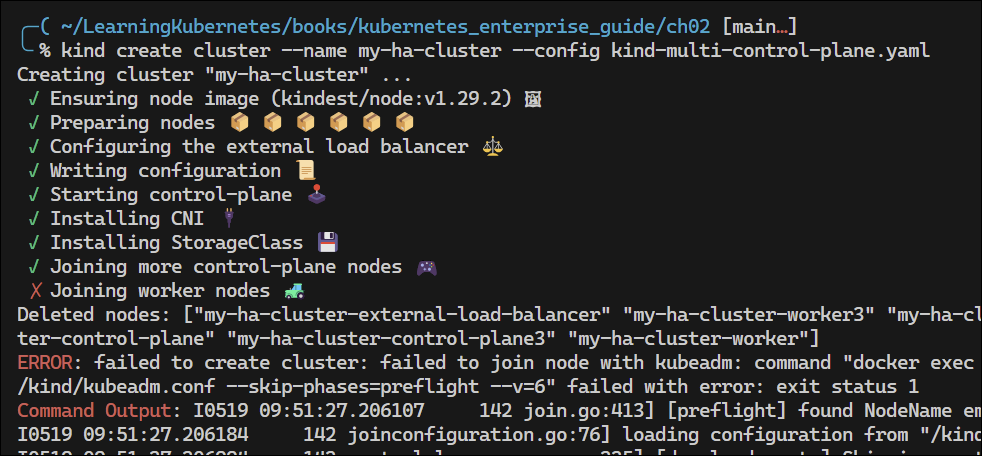 ( ~/LearningKubernetes/books/kubernetes_enterprise_guide/ch02 [main…]
% kind create cluster --name my-ha-cluster --config kind-multi-control-plane.yaml
Creating cluster "my-ha-cluster" ...
✓ Ensuring node image (kindest/node:v1.29.2) 🖼
✓ Preparing nodes 📦 📦 📦 📦 📦 📦
✓ Configuring the external load balancer ⚖️
✓ Writing configuration 📜
✓ Starting control-plane 🕹️
✓ Installing CNI 🔌
✓ Installing StorageClass 💾
✓ Joining more control-plane nodes 🎮
✗ Joining worker nodes 🚜
Deleted nodes: ["my-ha-cluster-external-load-balancer" "my-ha-cluster-worker3" "my-ha-cl
ter-control-plane" "my-ha-cluster-control-plane3" "my-ha-cluster-worker"]
ERROR: failed to create cluster: failed to join node with kubeadm: command "docker exec
/kind/kubeadm.conf --skip-phases=preflight --v=6" failed with error: exit status 1
Command Output: I0519 09:51:27.206107 142 join.go:413] [preflight] found NodeName em
I0519 09:51:27.206184 142 joinconfiguration.go:76] loading configuration from "/kind